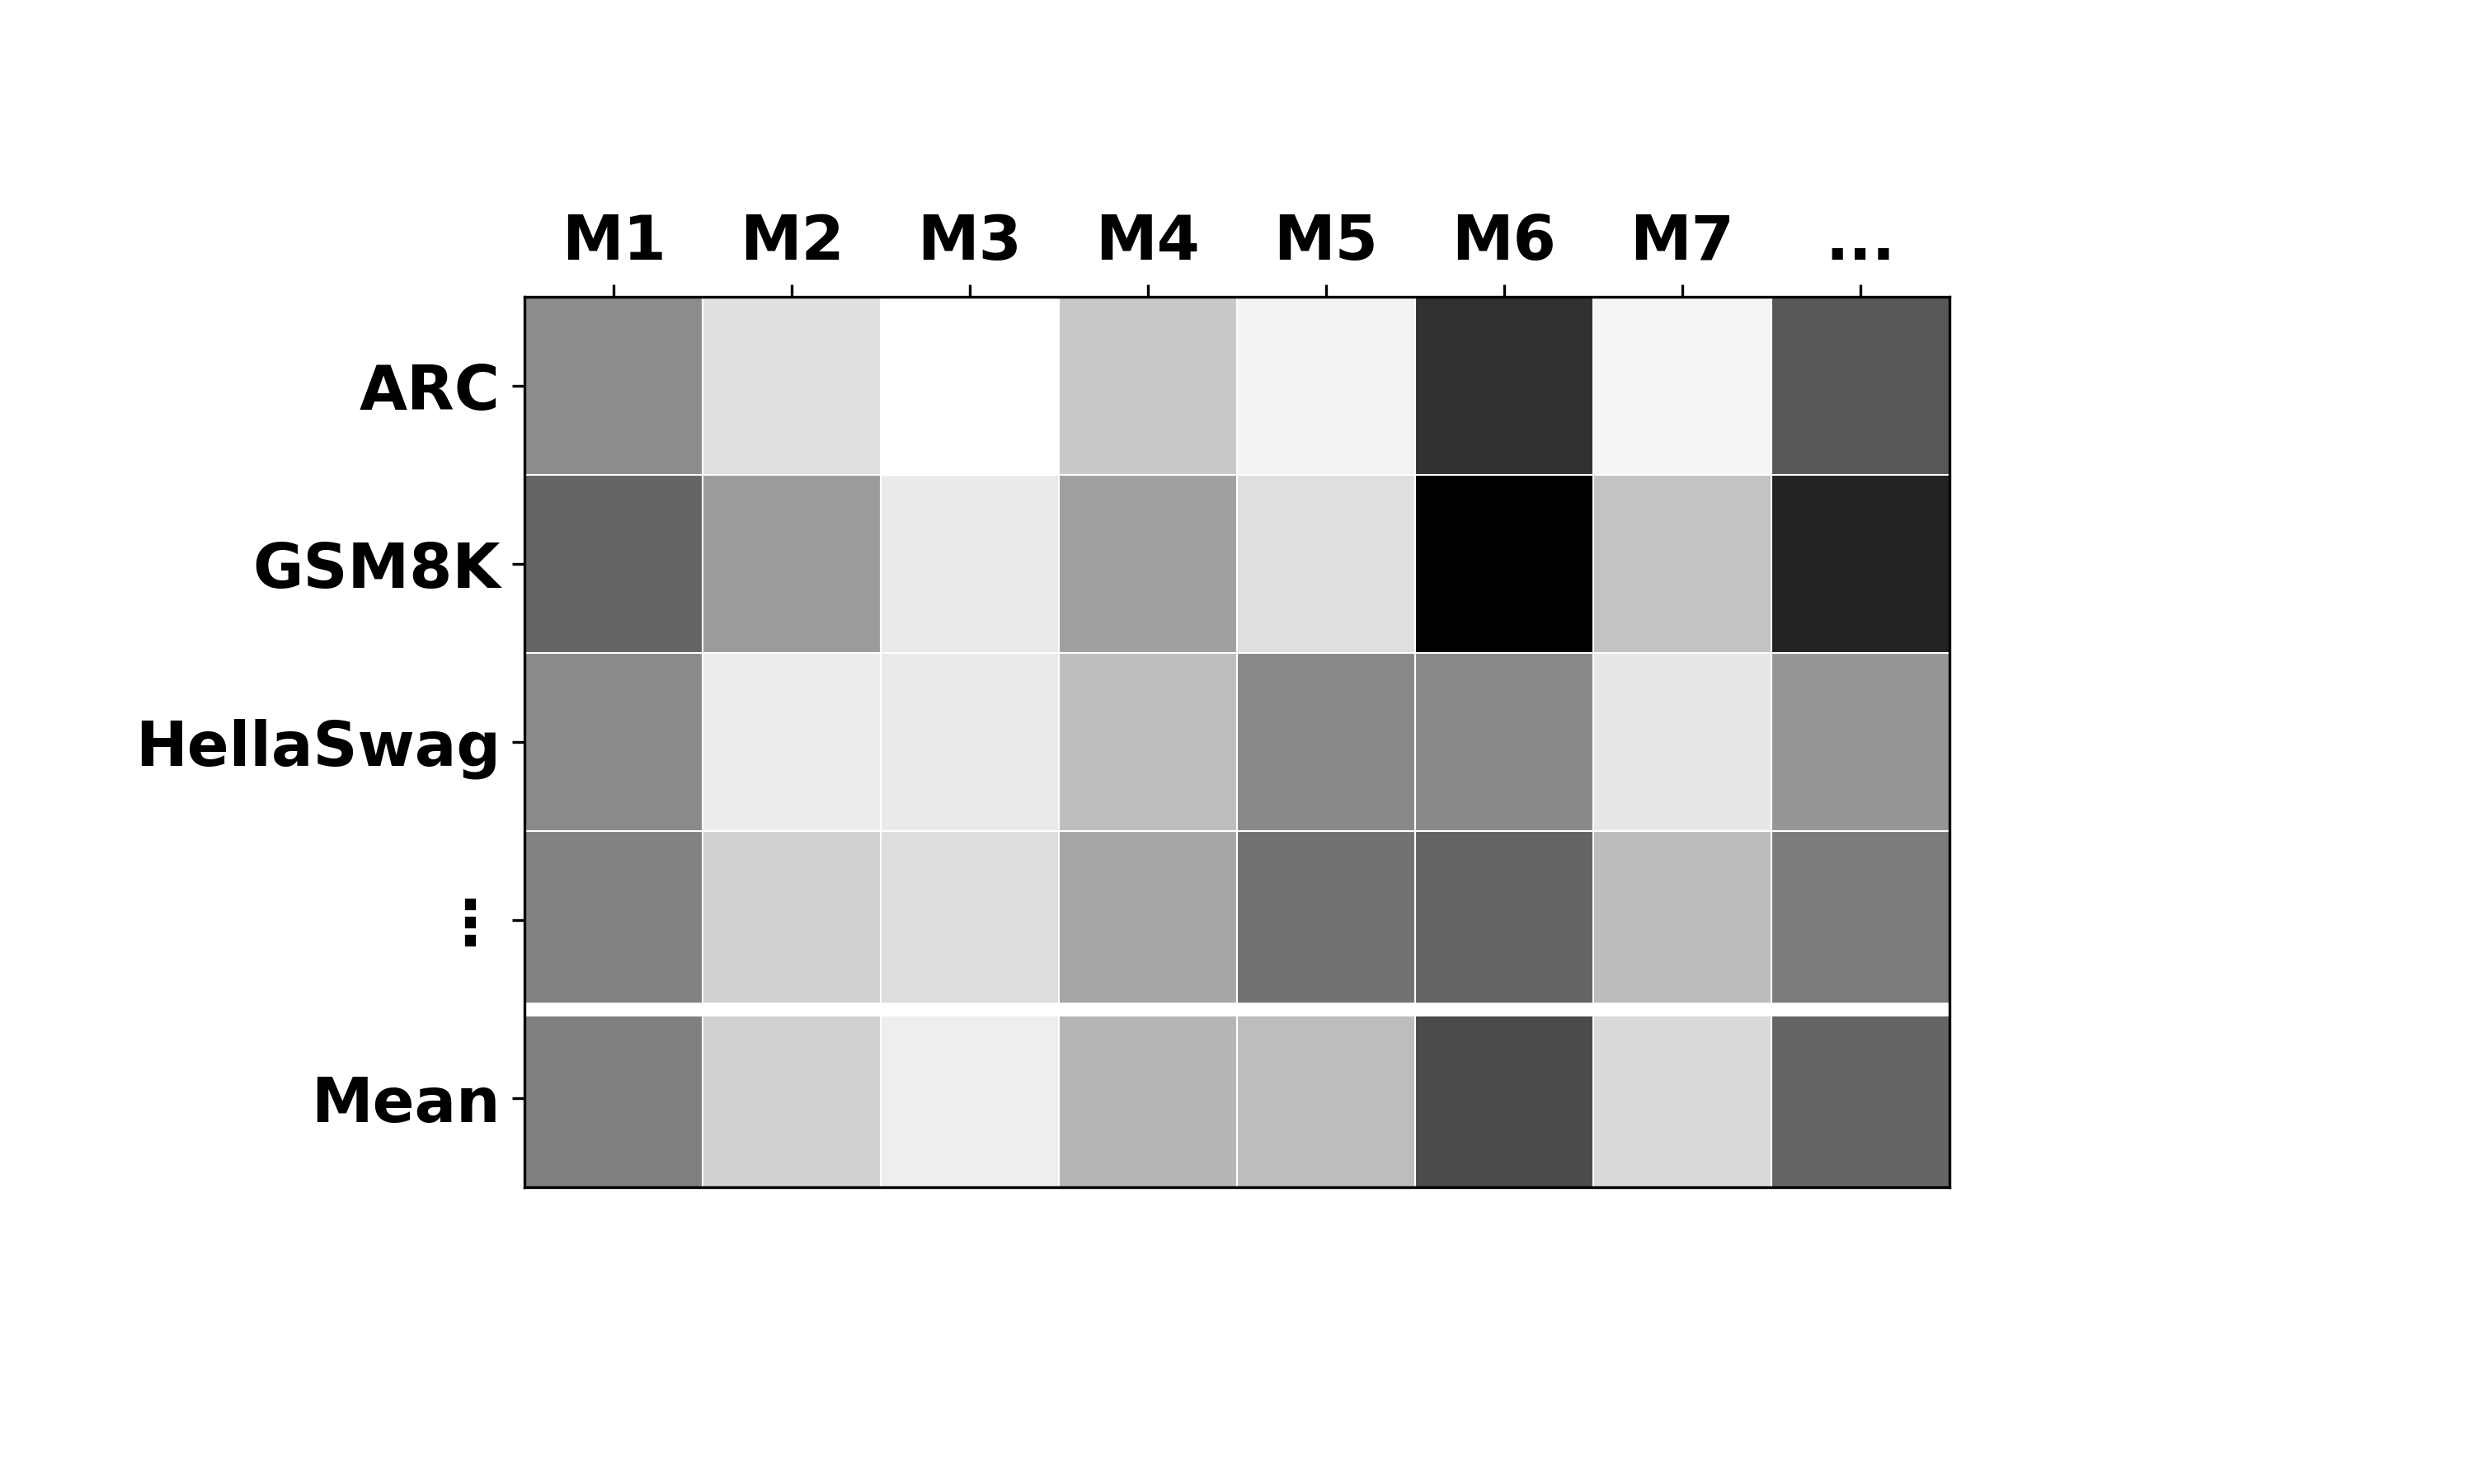 M1 M2 M3 M4 M5 M6 M7 ...
ARC
GSM8K
HellaSwag
⋮
Mean